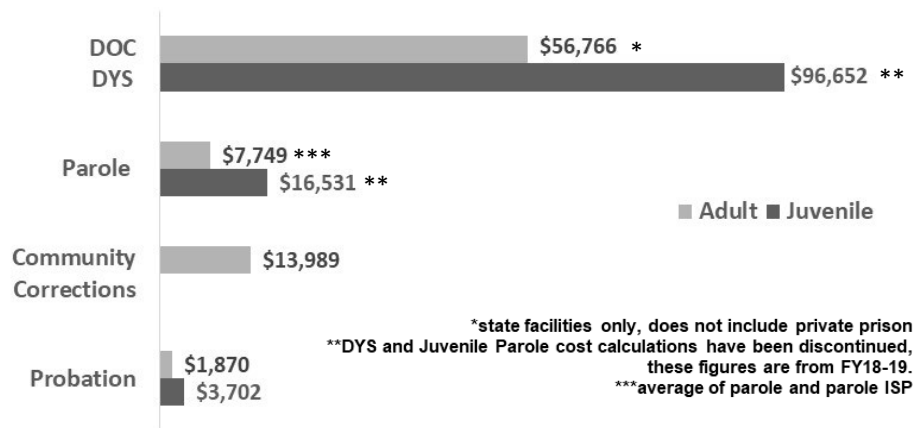 DOC
$56,766 *
DYS
$96,652 **
Parole
$7,749 ***
$16,531 **
Adult Juvenile
Community
Corrections
$13,989
Probation
$1,870
$3,702
*state facilities only, does not include private prison
**DYS and Juvenile Parole cost calculations have been discontinued,
these figures are from FY18-19.
***average of parole and parole ISP